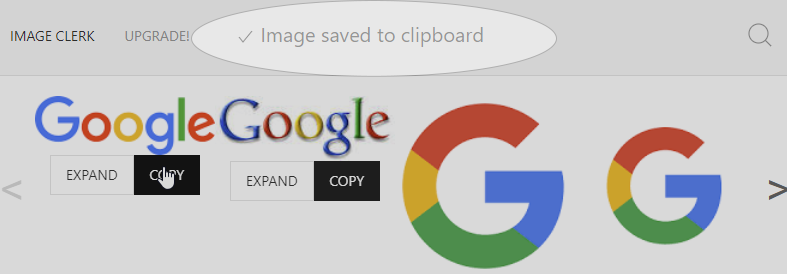 IMAGE CLERK UPGRADE! ✓ Image saved to clipboard
Google Google G G
EXPAND COPY EXPAND COPY
< >